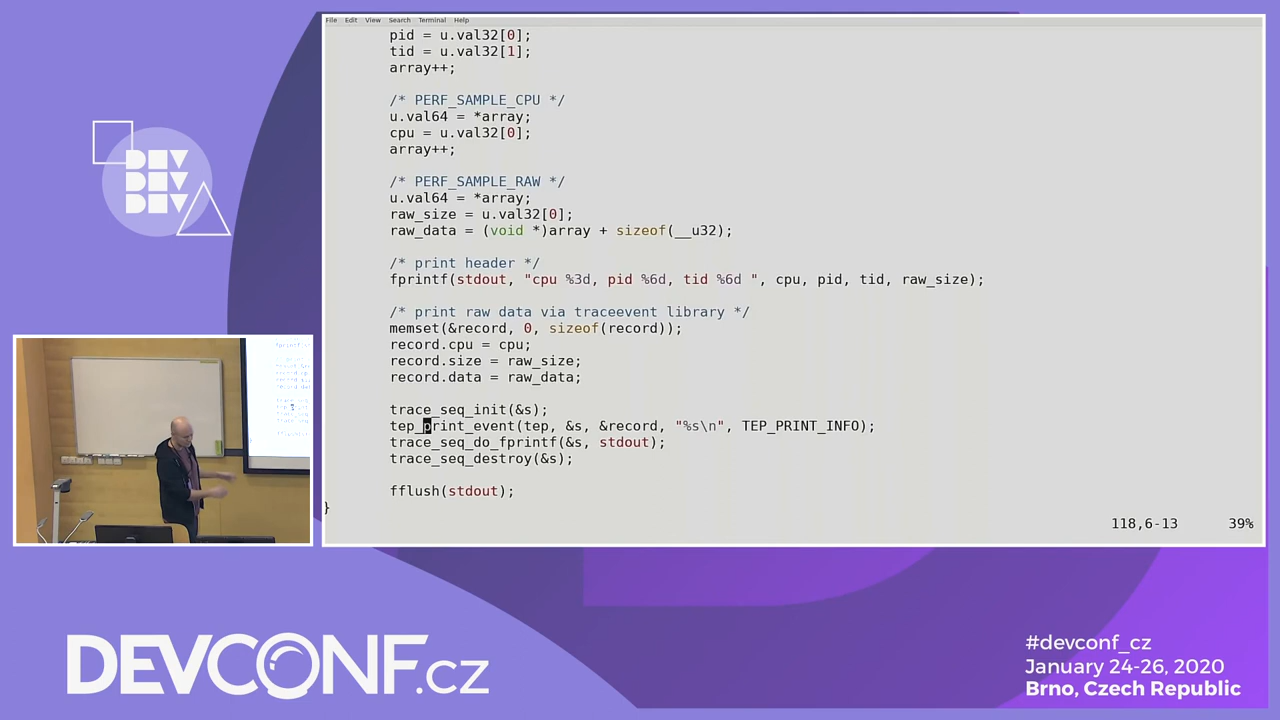 File Edit View Search Terminal Help
pid = u.val32[0];
tid = u.val32[1];
array++;
/* PERF_SAMPLE_CPU */
u.val64 = *array;
cpu = u.val32[0];
array++;
/* PERF_SAMPLE_RAW */
u.val64 = *array;
raw_size = u.val32[0];
raw_data = (void *)array + sizeof(__u32);
/* print header */
fprintf(stdout, "cpu %3d, pid %6d, tid %6d ", cpu, pid, tid, raw_size);
/* print raw data via traceevent library */
memset(&record, 0, sizeof(record));
record.cpu = cpu;
record.size = raw_size;
record.data = raw_data;
trace_seq_init(&s);
tep_print_event(tep, &s, &record, "%s\n", TEP_PRINT_INFO);
trace_seq_do_fprintf(&s, stdout);
trace_seq_destroy(&s);
fflush(stdout);
}
118,6-13 39%
DEV
DEV
DEV
DEVCONF.cz
#devconf_cz
January 24-26, 2020
Brno, Czech Republic